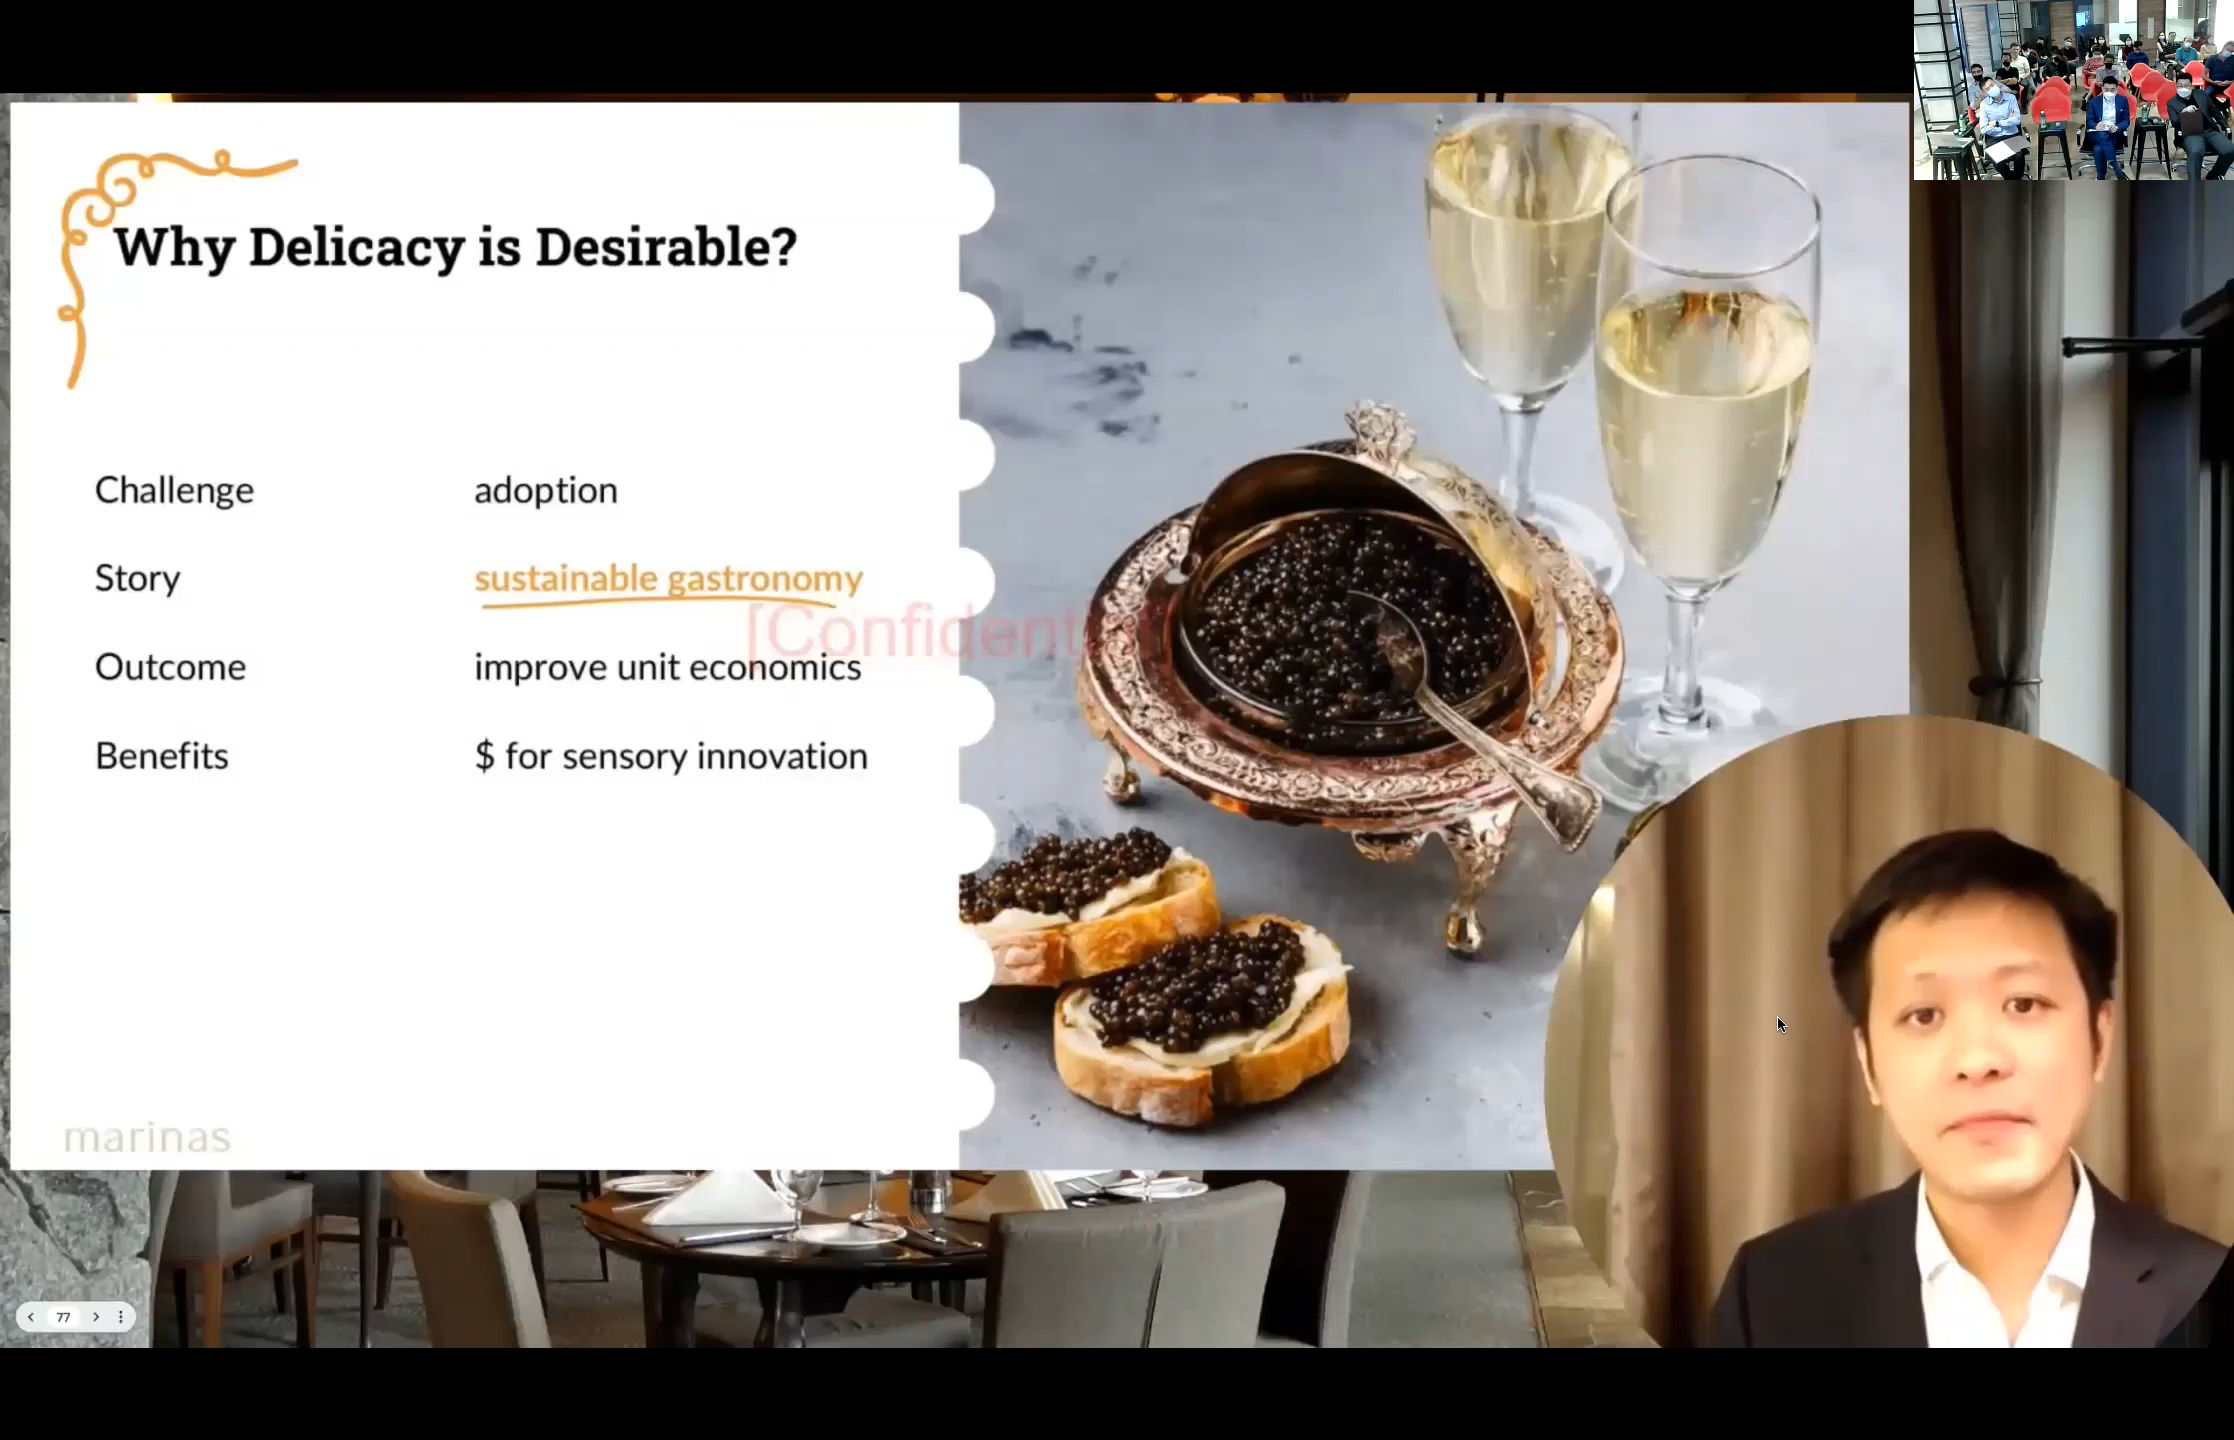 Why Delicacy is Desirable?
Challenge adoption
Story sustainable gastronomy
[Confidential]
Outcome improve unit economics
Benefits $ for sensory innovation
marinas
77